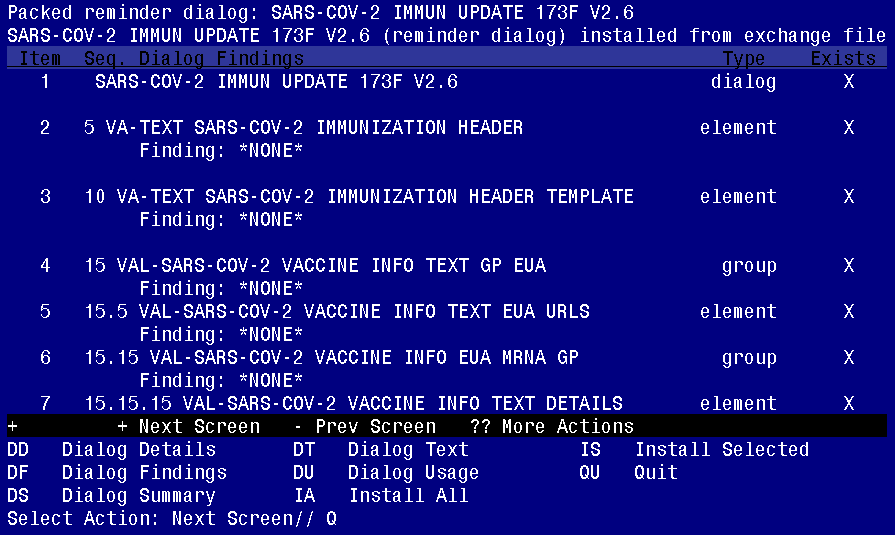 Packed reminder dialog: SARS-COV-2 IMMUN UPDATE 173F V2.6
SARS-COV-2 IMMUN UPDATE 173F V2.6 (reminder dialog) installed from exchange file
Item Seq. Dialog Findings Type Exists
1 SARS-COV-2 IMMUN UPDATE 173F V2.6 dialog X
2 5 VA-TEXT SARS-COV-2 IMMUNIZATION HEADER element X
Finding: *NONE*
3 10 VA-TEXT SARS-COV-2 IMMUNIZATION HEADER TEMPLATE element X
Finding: *NONE*
4 15 VAL-SARS-COV-2 VACCINE INFO TEXT GP EUA group X
Finding: *NONE*
5 15.5 VAL-SARS-COV-2 VACCINE INFO TEXT EUA URLS element X
Finding: *NONE*
6 15.15 VAL-SARS-COV-2 VACCINE INFO EUA MRNA GP group X
Finding: *NONE*
7 15.15.15 VAL-SARS-COV-2 VACCINE INFO TEXT DETAILS element X
+ + Next Screen - Prev Screen ?? More Actions
DD Dialog Details DT Dialog Text IS Install Selected
DF Dialog Findings DU Dialog Usage QU Quit
DS Dialog Summary IA Install All
Select Action: Next Screen// Q